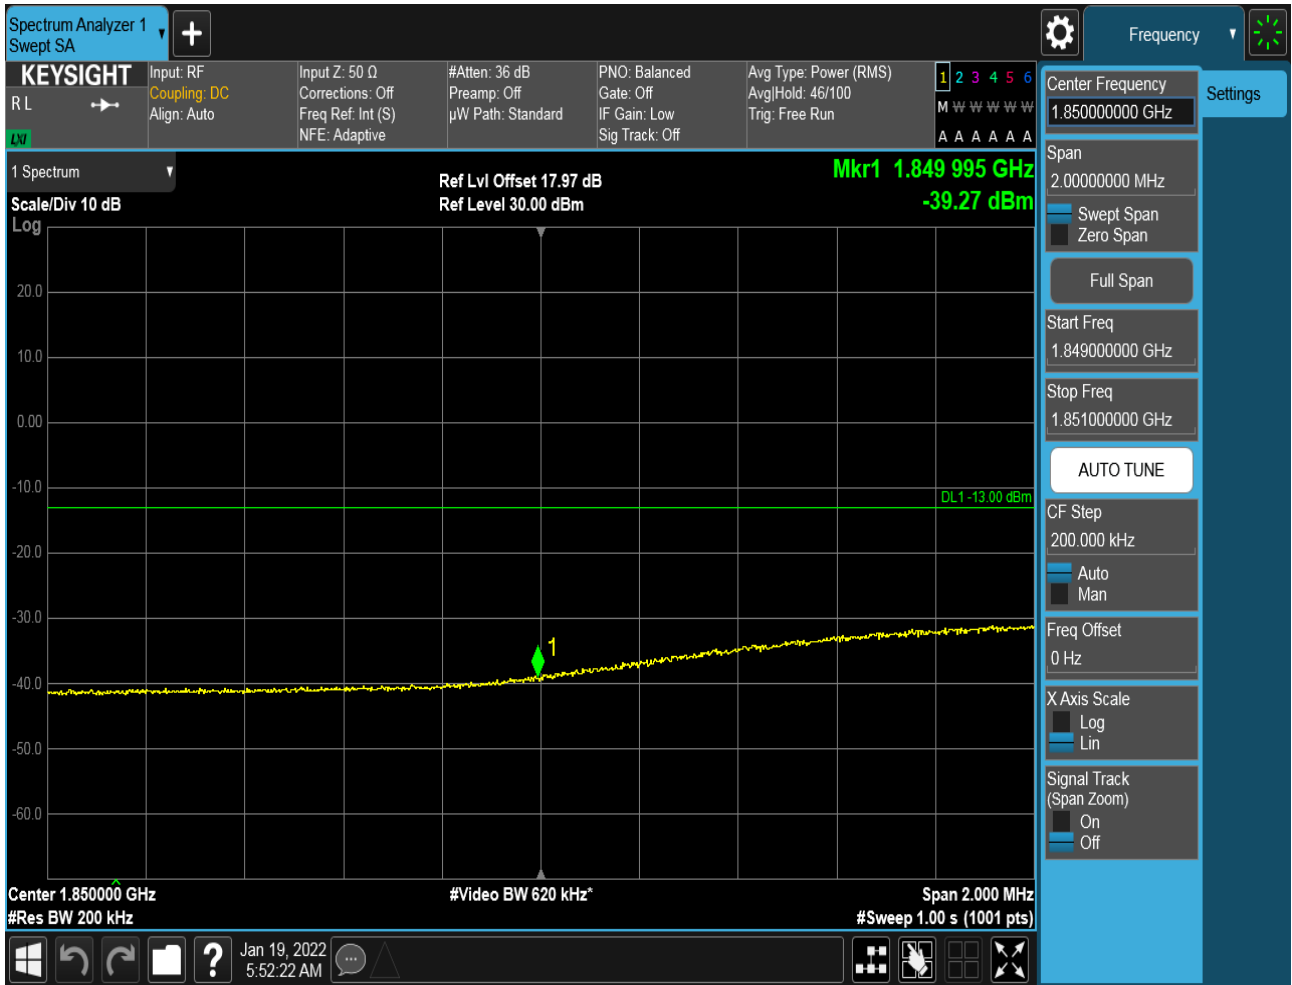 Spectrum Analyzer 1
Swept SA
Frequency
KEYSIGHT
R L
LXI
Input: RF
Coupling: DC
Align: Auto
Input Z: 50 Ω
Corrections: Off
Freq Ref: Int (S)
NFE: Adaptive
#Atten: 36 dB
Preamp: Off
µW Path: Standard
PNO: Balanced
Gate: Off
IF Gain: Low
Sig Track: Off
Avg Type: Power (RMS)
Avg|Hold: 46/100
Trig: Free Run
1 2 3 4 5 6
M W W W W W
A A A A A A
1 Spectrum
Scale/Div 10 dB
Log
Ref Lvl Offset 17.97 dB
Ref Level 30.00 dBm
Mkr1 1.849 995 GHz
-39.27 dBm
20.0
10.0
0.00
-10.0
DL1 -13.00 dBm
-20.0
-30.0
1
-40.0
-50.0
-60.0
Center 1.850000 GHz
#Video BW 620 kHz*
Span 2.000 MHz
#Res BW 200 kHz
#Sweep 1.00 s (1001 pts)
Jan 19, 2022
5:52:22 AM
Center Frequency
1.850000000 GHz
Settings
Span
2.00000000 MHz
Swept Span
Zero Span
Full Span
Start Freq
1.849000000 GHz
Stop Freq
1.851000000 GHz
AUTO TUNE
CF Step
200.000 kHz
Auto
Man
Freq Offset
0 Hz
X Axis Scale
Log
Lin
Signal Track
(Span Zoom)
On
Off